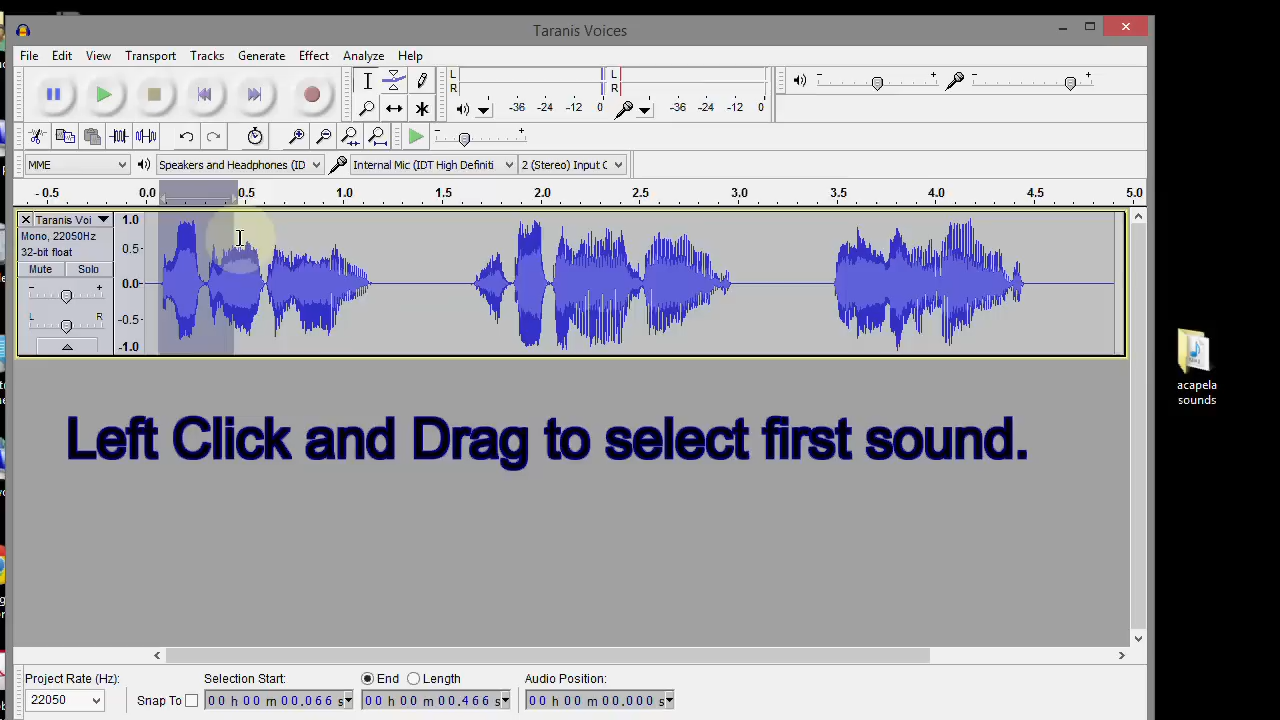 Taranis Voices
File Edit View Transport Tracks Generate Effect Analyze Help
L L
R R
-36 -24 -12 0 -36 -24 -12 0
MME Speakers and Headphones (ID Internal Mic (IDT High Definiti 2 (Stereo) Input C
- 0.5 0.0 0.5 1.0 1.5 2.0 2.5 3.0 3.5 4.0 4.5 5.0
Taranis Voi 1.0
Mono, 22050Hz
32-bit float 0.5
Mute Solo
- + 0.0
L R -0.5
-1.0
acapela
sounds
Left Click and Drag to select first sound.
Project Rate (Hz): Selection Start: End Length Audio Position:
22050 Snap To 00 h 00 m 00.066 s 00 h 00 m 00.466 s 00 h 00 m 00.000 s